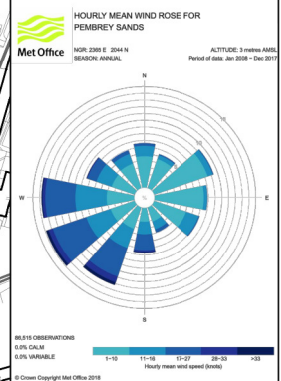 HOURLY MEAN WIND ROSE FOR
PEMBREY SANDS
Met Office
NGR: 2368 E 2044 N
ALTITUDE: 3 metres AMSL
SEASON: ANNUAL
Period of data: Jan 2008 – Dec 2017
N
15
10
W
%
E
S
86,515 OBSERVATIONS
0.0% CALM
0.0% VARIABLE
1–10 11–16 17–27 28–33 >33
Hourly mean wind speed (knots)
© Crown Copyright Met Office 2018